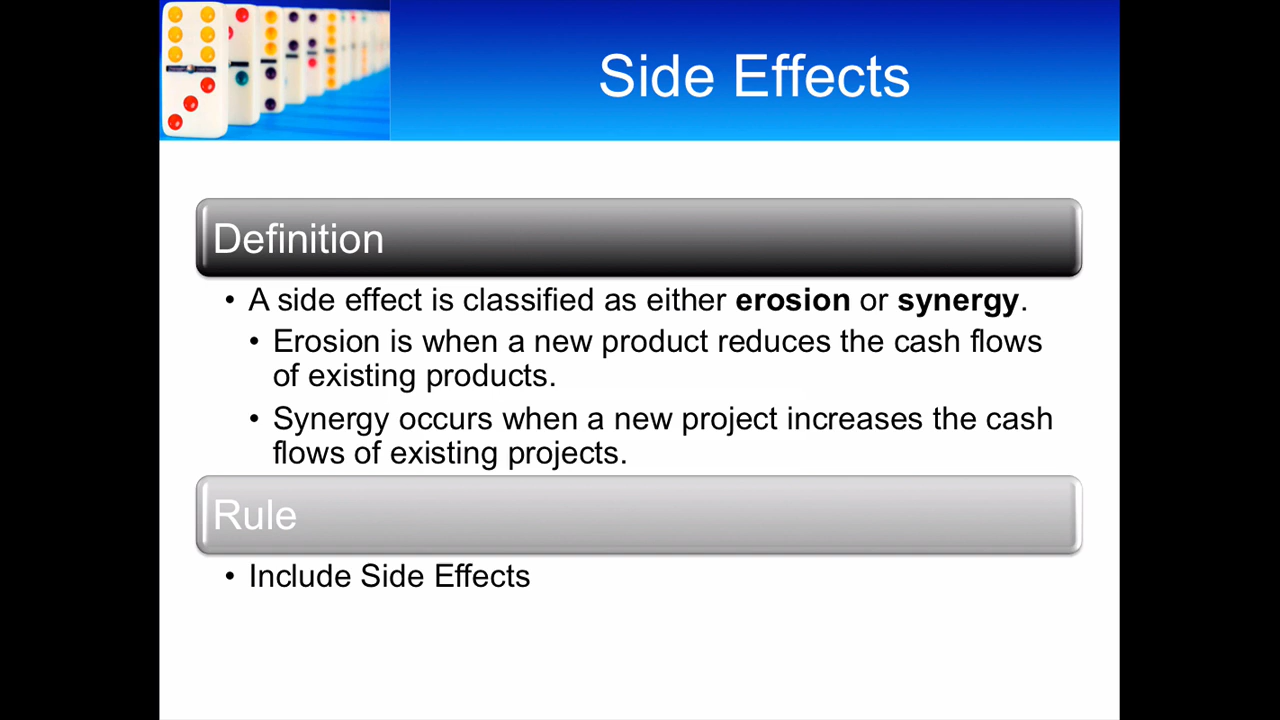 Side Effects
Definition
• A side effect is classified as either erosion or synergy.
• Erosion is when a new product reduces the cash flows
of existing products.
• Synergy occurs when a new project increases the cash
flows of existing projects.
Rule
• Include Side Effects